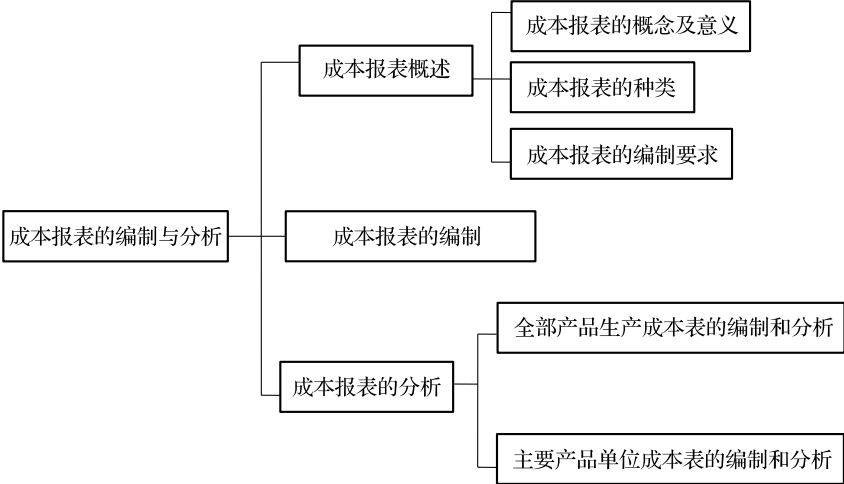 成本报表的编制与分析
成本报表概述
成本报表的概念及意义
成本报表的种类
成本报表的编制要求
成本报表的编制
成本报表的分析
全部产品生产成本表的编制和分析
主要产品单位成本表的编制和分析